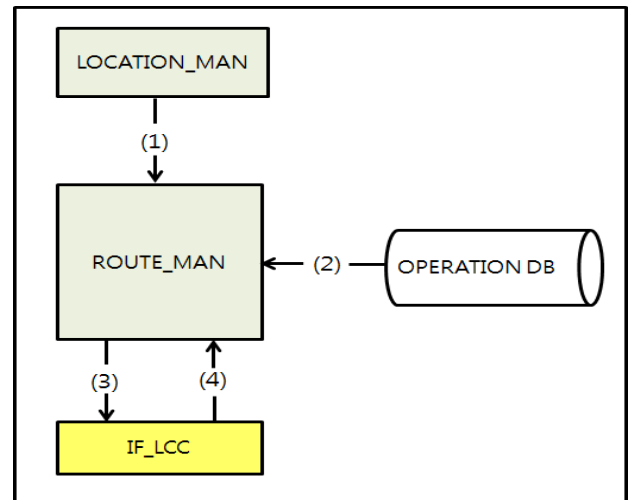 LOCATION_MAN
(1)
ROUTE_MAN
(2)
OPERATION DB
(3)
(4)
IF_LCC